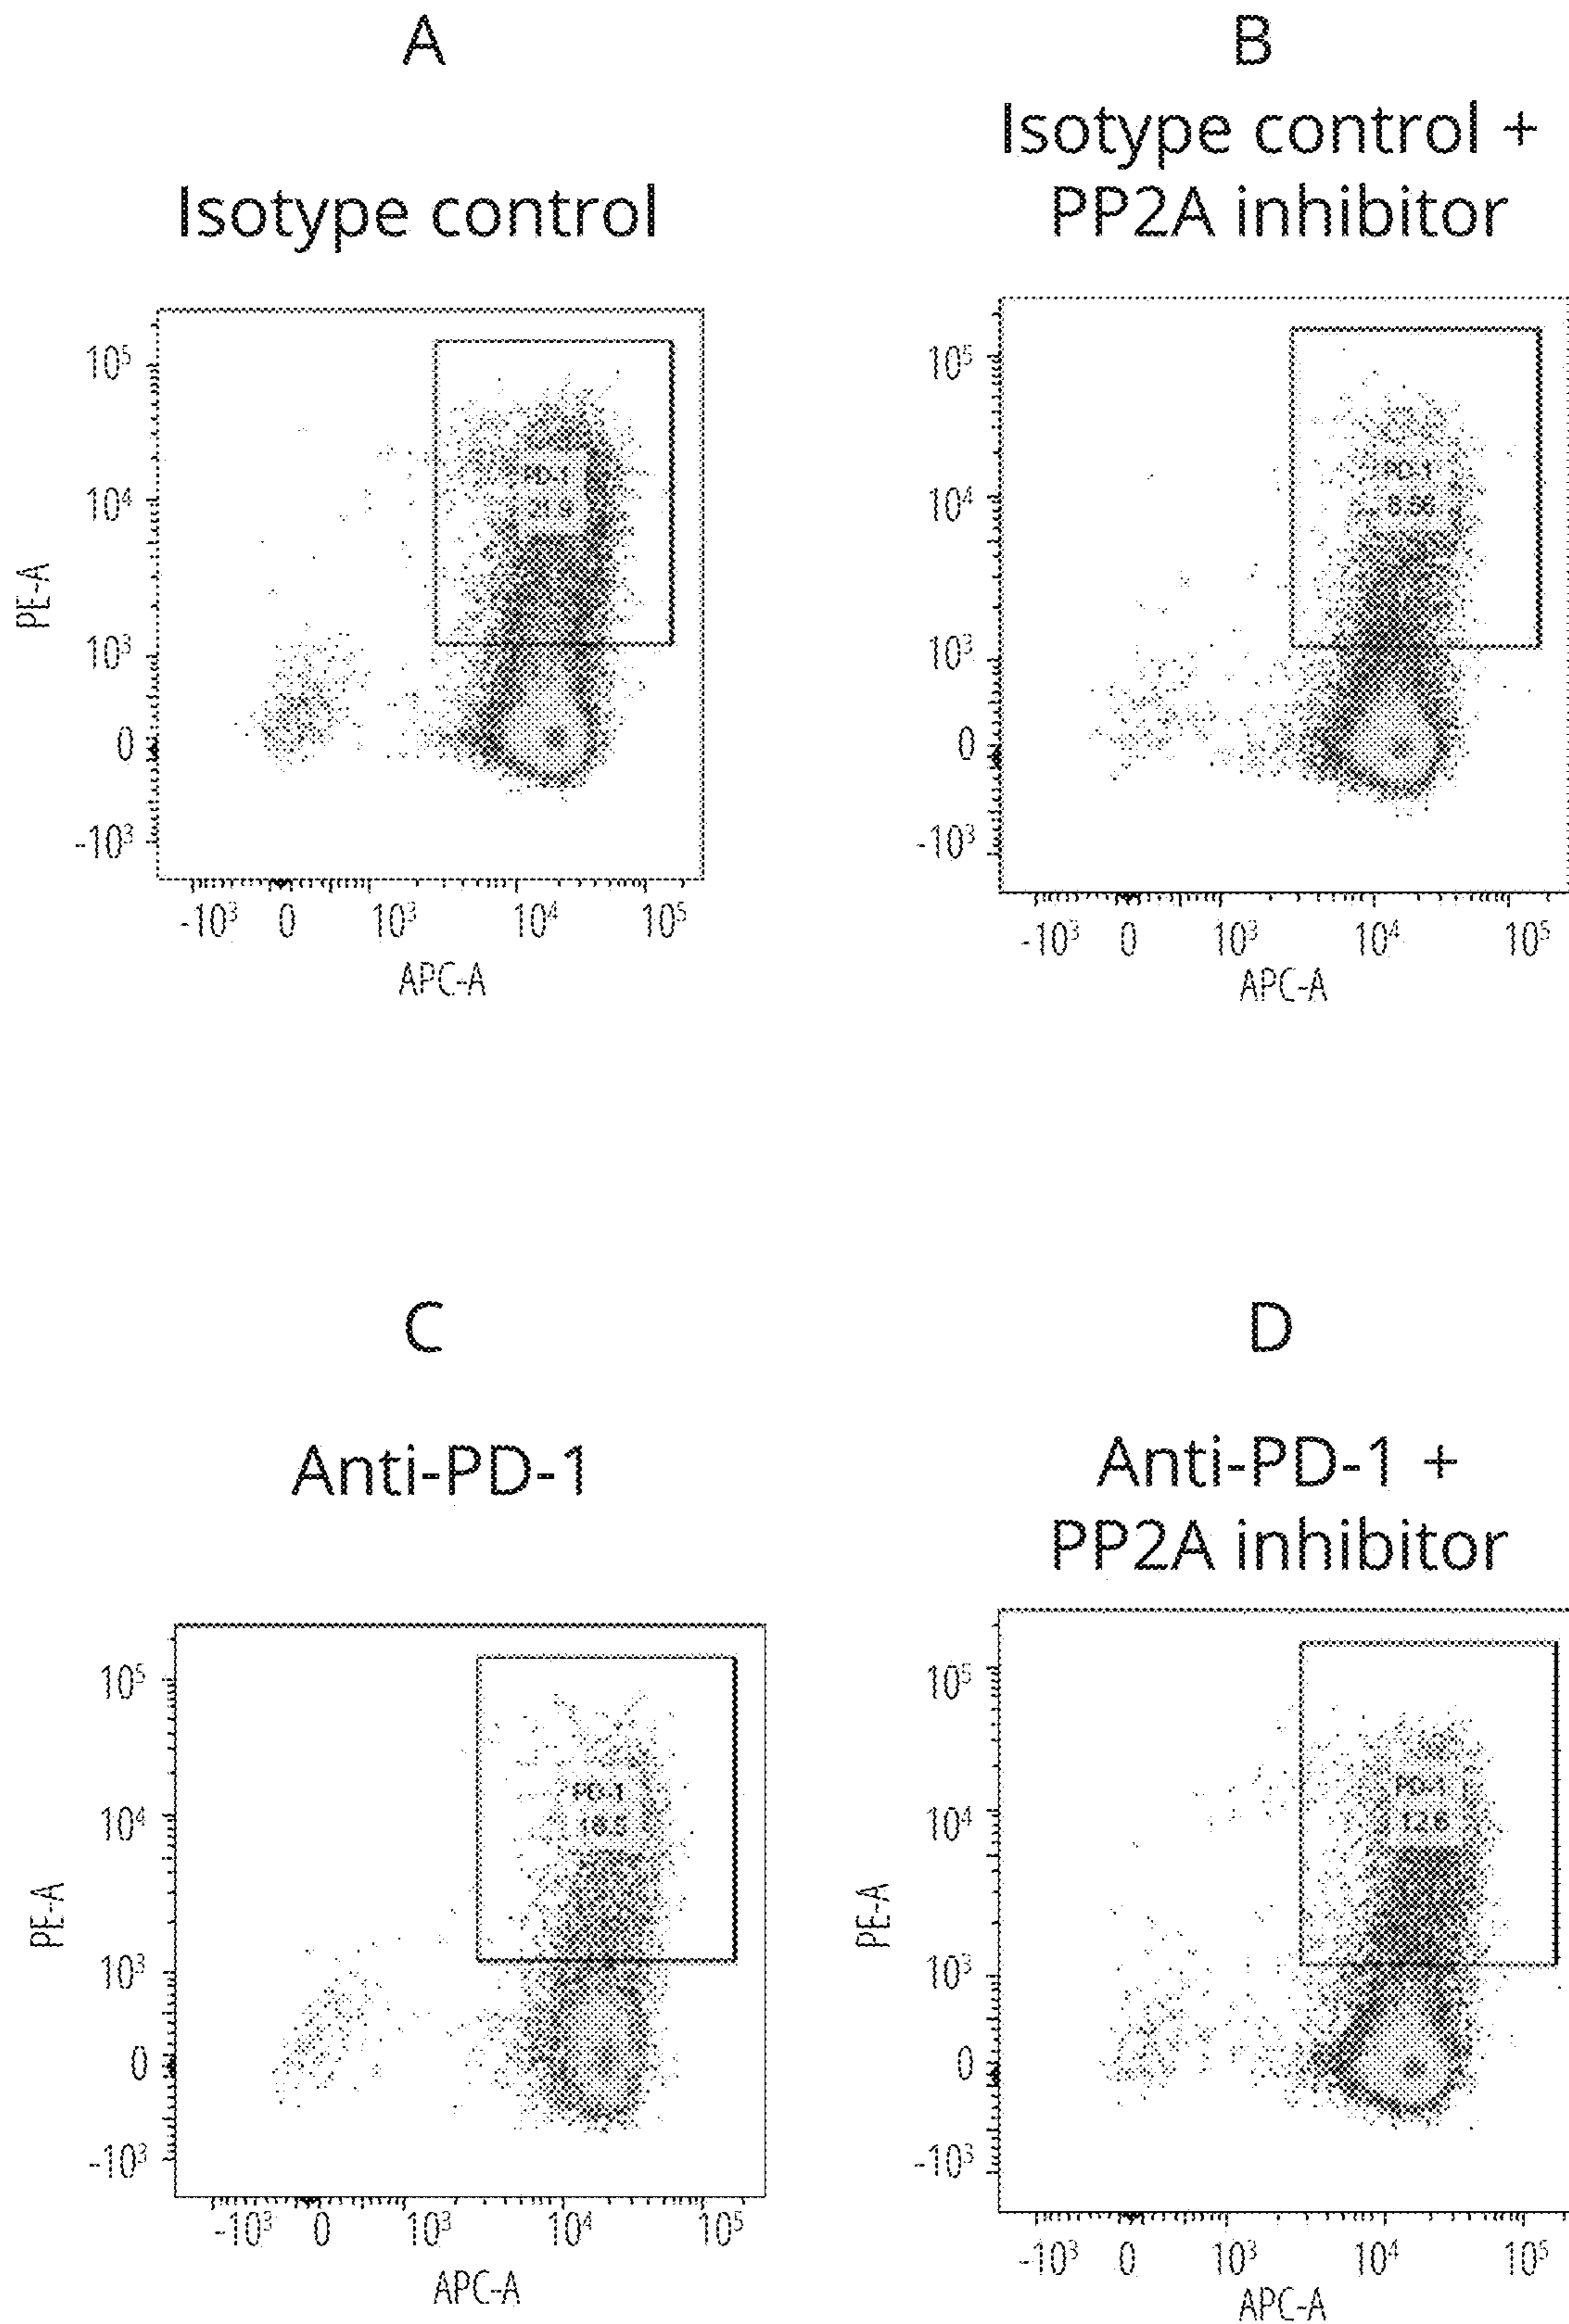 A
Isotype control
10⁵
10⁴
10³
0
-10³
PE-A
PD-1
-10³ 0 10³ 10⁴ 10⁵
APC-A
B
Isotype control +
PP2A inhibitor
10⁵
10⁴
10³
0
-10³
PD-1
-10³ 0 10³ 10⁴ 10⁵
APC-A
C
Anti-PD-1
10⁵
10⁴
10³
0
-10³
PE-A
PD-1
-10³ 0 10³ 10⁴ 10⁵
APC-A
D
Anti-PD-1 +
PP2A inhibitor
10⁵
10⁴
10³
0
-10³
PE-A
PD-1
12.6
-10³ 0 10³ 10⁴ 10⁵
APC-A